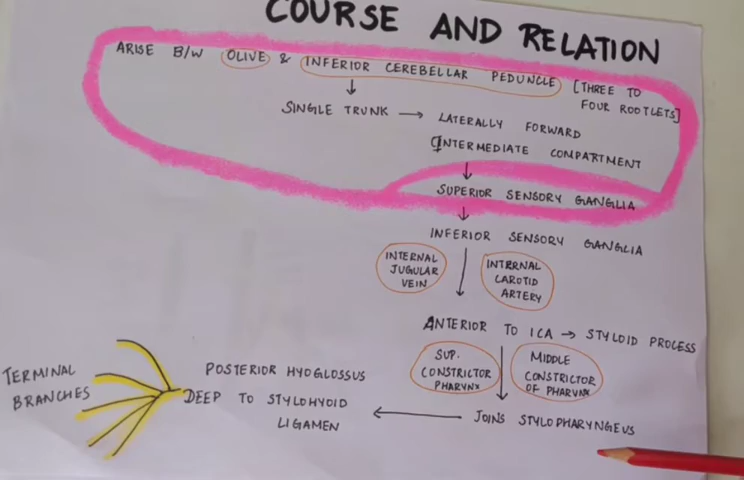 COURSE AND RELATION
ARISE B/W OLIVE & INFERIOR CEREBELLAR PEDUNCLE [THREE TO
FOUR ROOTLETS]
SINGLE TRUNK → LATERALLY FORWARD
(INTERMEDIATE COMPARTMENT
SUPERIOR SENSORY GANGLIA
INFERIOR SENSORY GANGLIA
INTERNAL
JUGULAR
VEIN
INTERNAL
CAROTID
ARTERY
ANTERIOR TO ICA → STYLOID PROCESS
SUP.
CONSTRICTOR
PHARYNX
MIDDLE
CONSTRICTOR
OF PHARYNX
JOINS STYLOPHARYNGEUS
POSTERIOR HYOGLOSSUS
DEEP TO STYLOHYOID
LIGAMEN
TERMINAL
BRANCHES